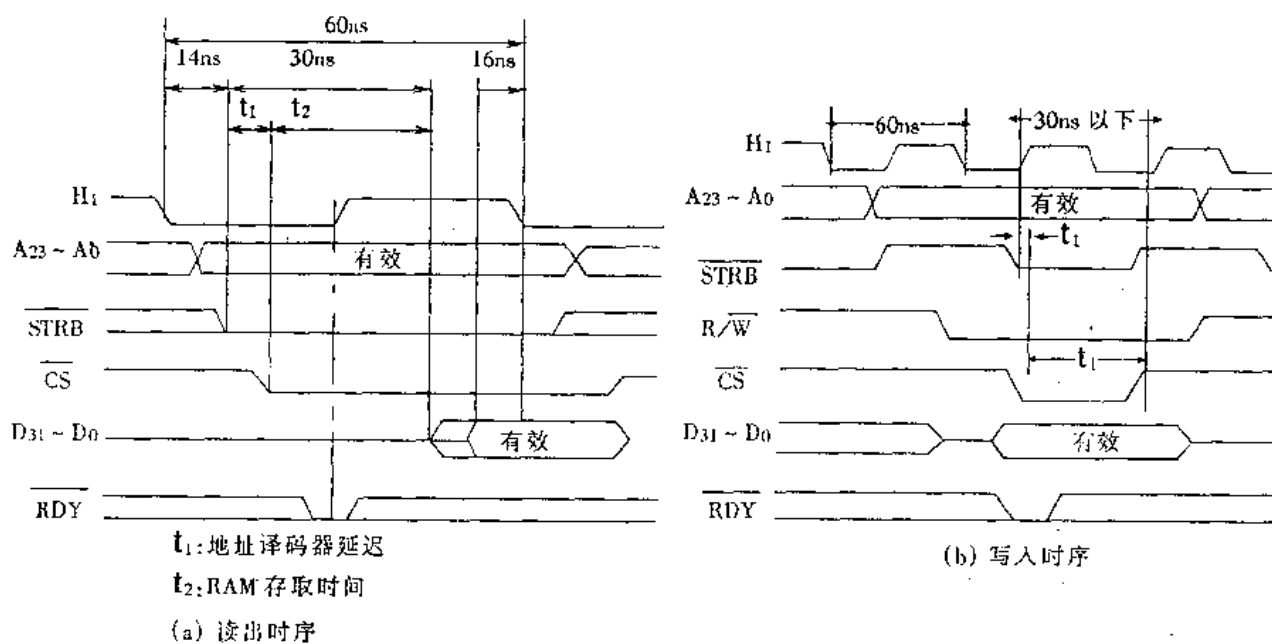 60ns
14ns 30ns 16ns
t₁ t₂
H₁
A₂₃~A₀ 有效
STRB
CS
D₃₁~D₀ 有效
RDY
t₁:地址译码器延迟
t₂:RAM存取时间
(a) 读出时序
60ns 30ns 以下
H₁
A₂₃~A₀ 有效
t₁
STRB
R/W
t₁
CS
D₃₁~D₀ 有效
RDY
(b) 写入时序